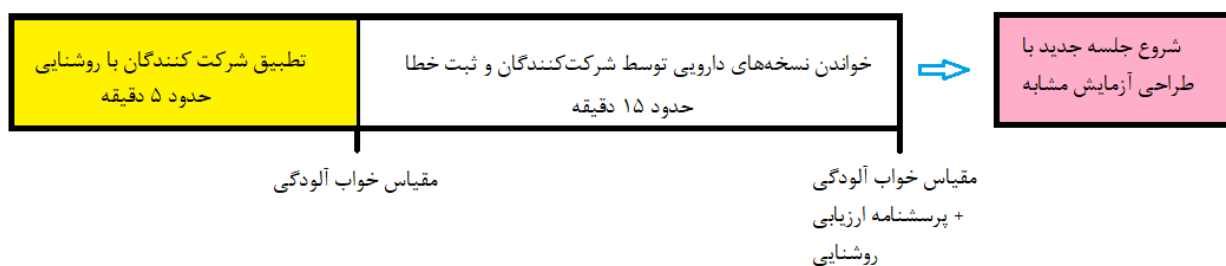 تطبیق شرکت کنندگان با روشنایی
حدود ۵ دقیقه
خواندن نسخه‌های دارویی توسط شرکت‌کنندگان و ثبت خطا
حدود ۱۵ دقیقه
شروع جلسه جدید با
طراحی آزمایش مشابه
مقیاس خواب آلودگی
مقیاس خواب آلودگی
+ پرسشنامه ارزیابی
روشنایی